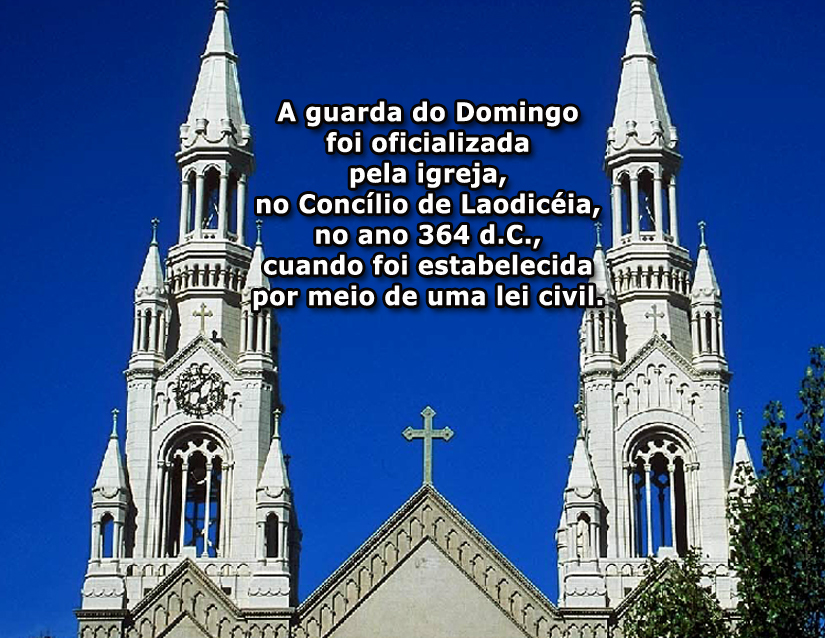 A guarda do Domingo
foi oficializada
pela igreja,
no Concílio de Laodicéia,
no ano 364 d.C.,
cuando foi estabelecida
por meio de uma lei civil.